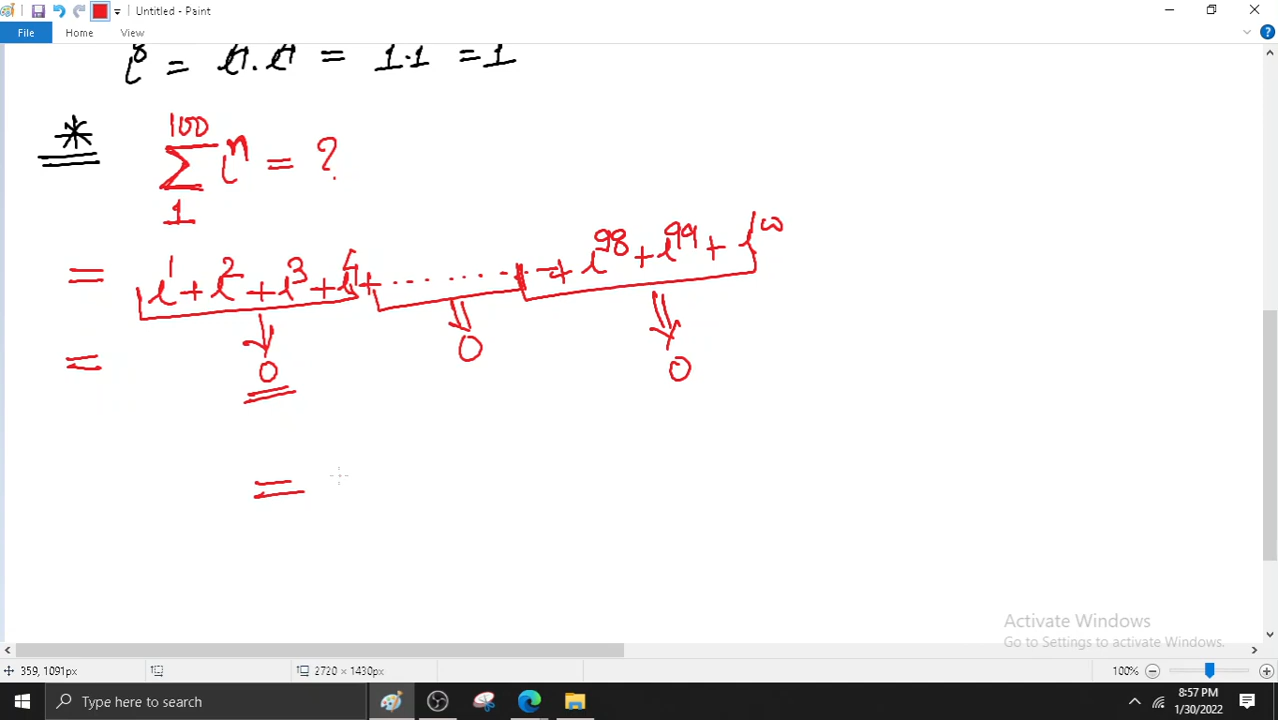 Untitled - Paint
File Home View
i⁸ = i⁴.i⁴ = 1.1 = 1
* 100
∑ iⁿ = ?
1
= i¹ + i² + i³ + i⁴ + ........ + i⁹⁸ + i⁹⁹ + i¹⁰⁰
= 0 0 0
=
Activate Windows
Go to Settings to activate Windows.
359, 1091px 2720 × 1430px 100%
Type here to search
8:57 PM
1/30/2022